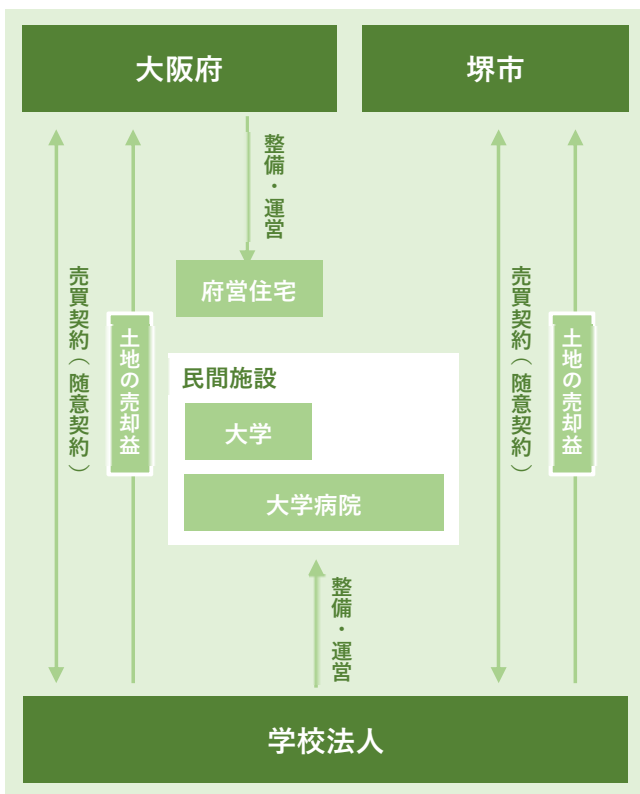 大阪府
堺市
整備・運営
府営住宅
売買契約（随意契約）
土地の売却益
民間施設
大学
大学病院
売買契約（随意契約）
土地の売却益
整備・運営
学校法人